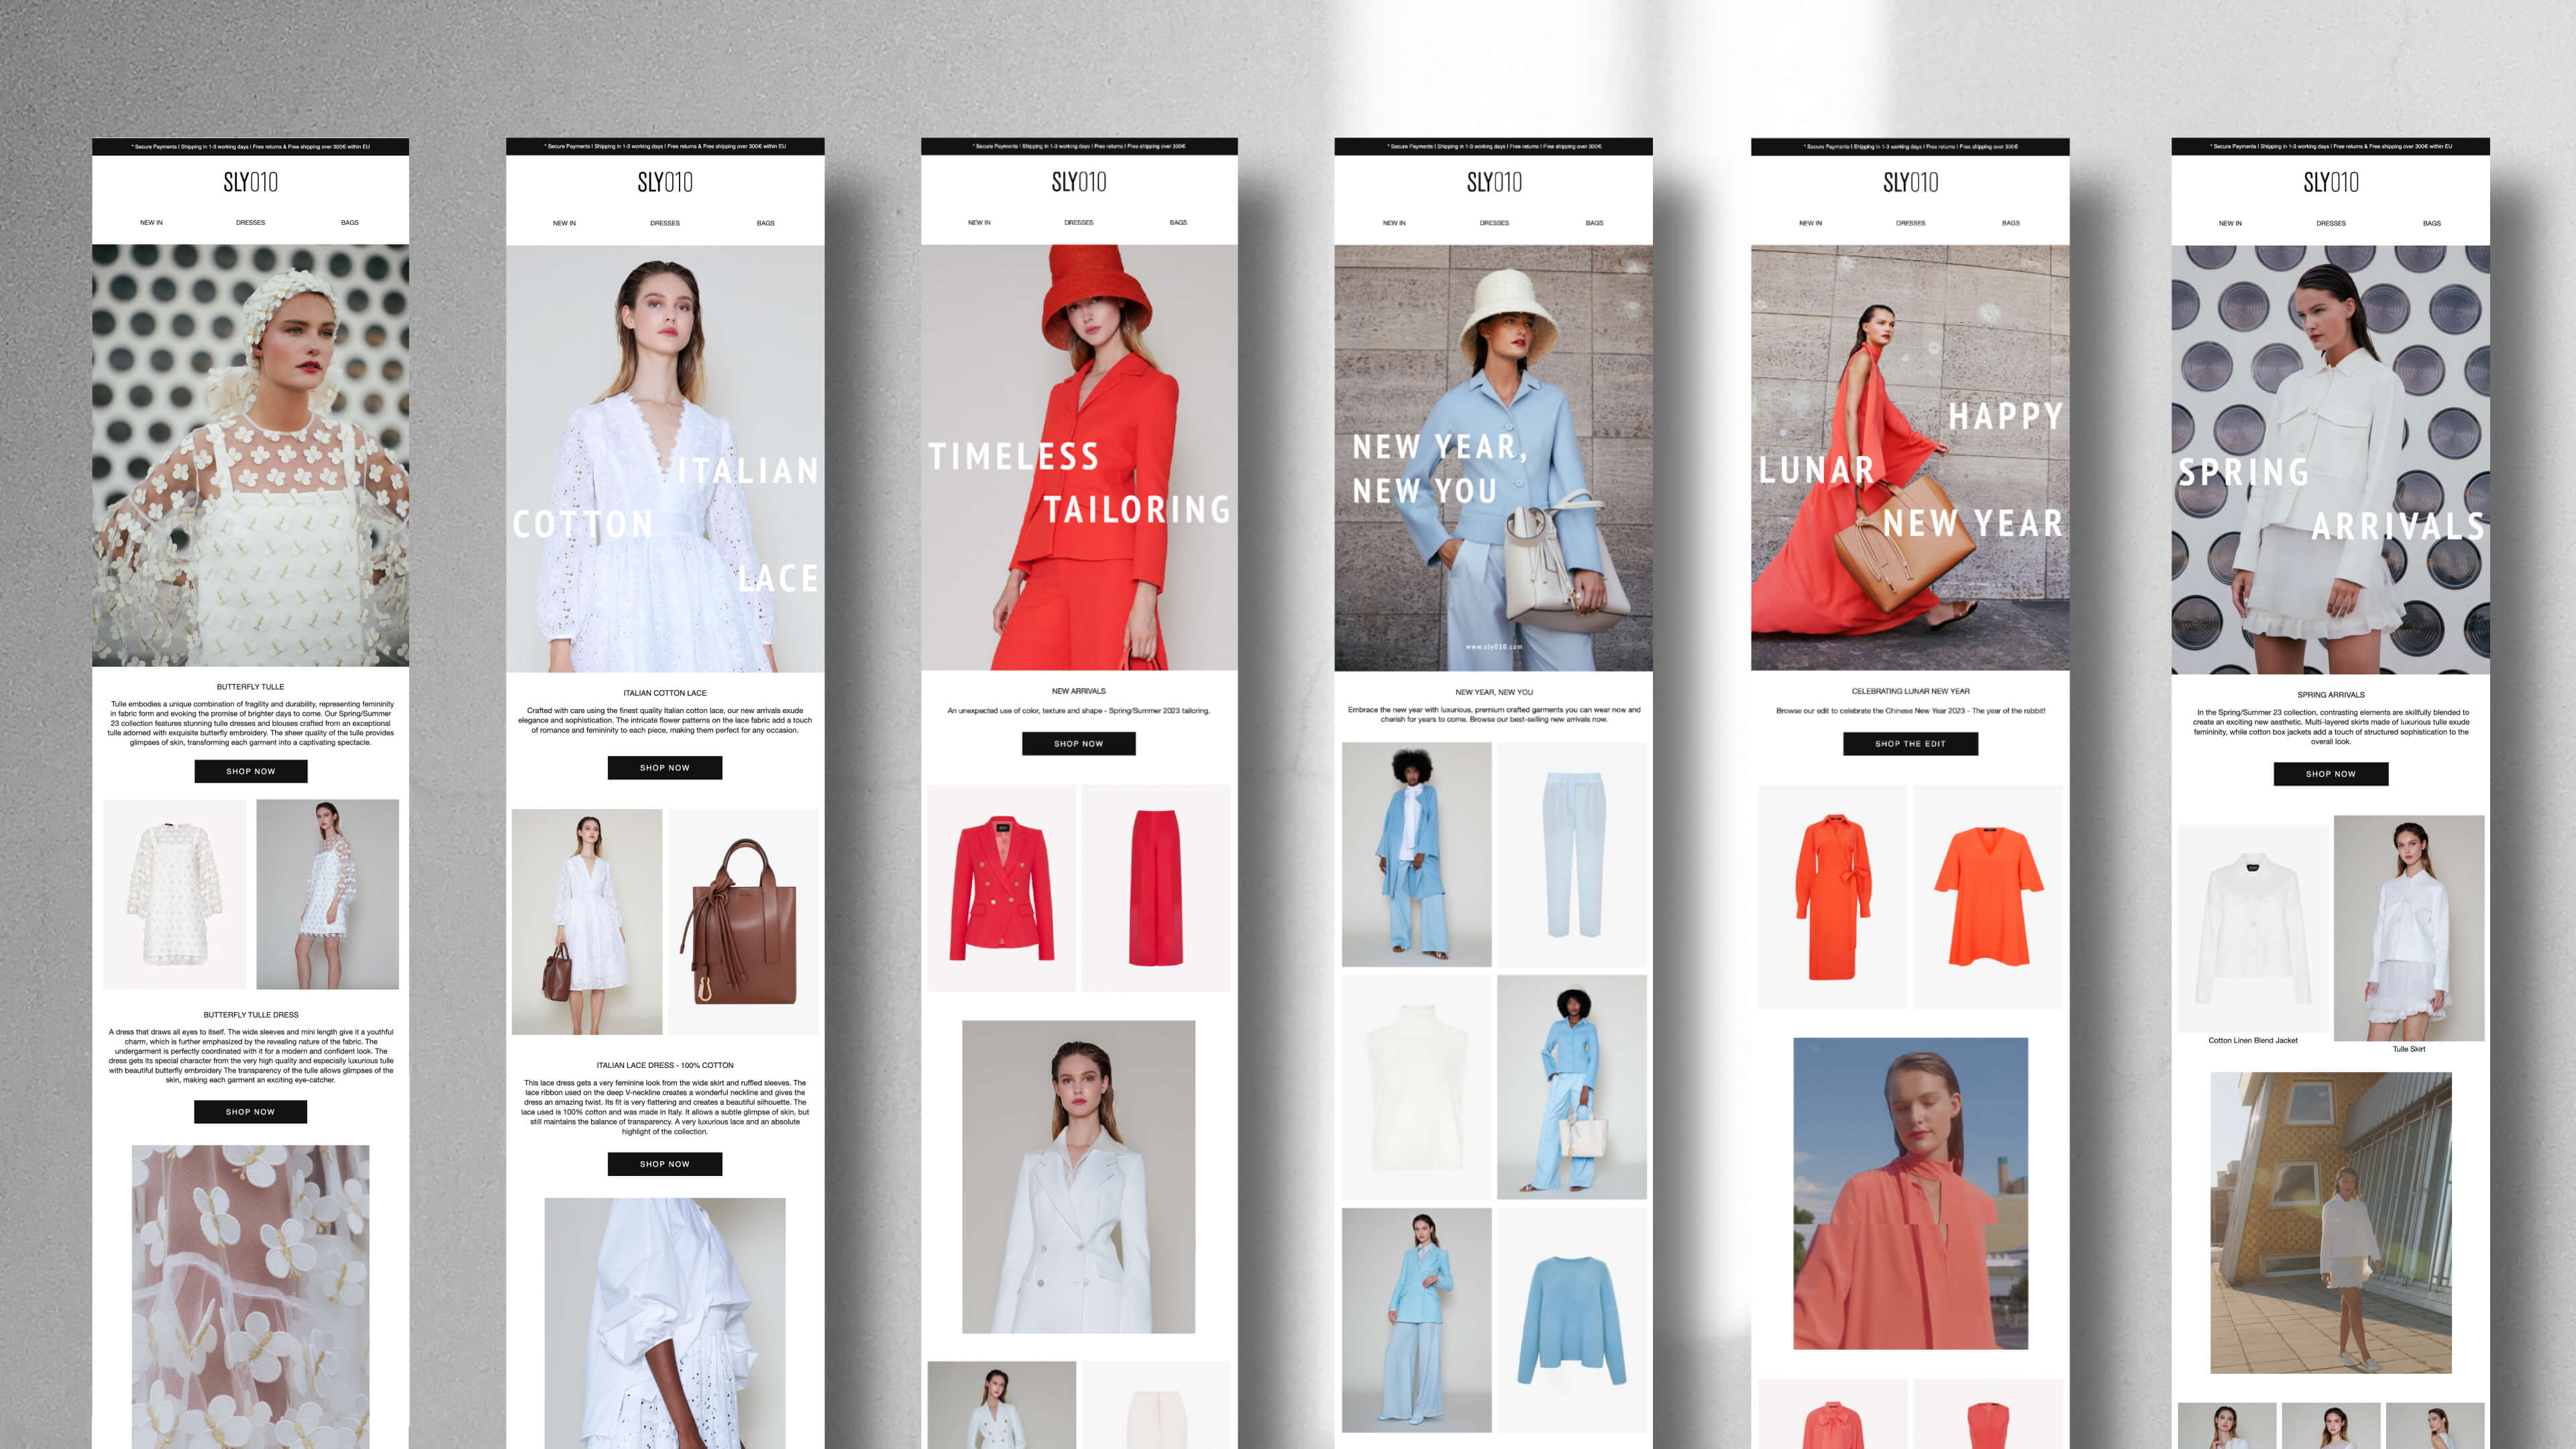 * Secure Payments I Shipping in 1-3 working days I Free returns & Free shipping over 300€ within EU
SLY010
NEW IN DRESSES BAGS
BUTTERFLY TULLE
Tulle embodies a unique combination of fragility and durability, representing femininity
in fabric form and evoking the promise of brighter days to come. Our Spring/Summer
23 collection features stunning tulle dresses and blouses crafted from an exceptional
tulle adorned with exquisite butterfly embroidery. The sheer quality of the tulle provides
glimpses of skin, transforming each garment into a captivating spectacle.
SHOP NOW
BUTTERFLY TULLE DRESS
A dress that draws all eyes to itself. The wide sleeves and mini length give it a youthful
charm, which is further emphasized by the revealing nature of the fabric. The
undergarment is perfectly coordinated with it for a modern and confident look. The
dress gets its special character from the very high quality and especially luxurious tulle
with beautiful butterfly embroidery The transparency of the tulle allows glimpses of the
skin, making each garment an exciting eye-catcher.
SHOP NOW
* Secure Payments I Shipping in 1-3 working days I Free returns & Free shipping over 300€ within EU
SLY010
NEW IN DRESSES BAGS
ITALIAN
COTTON
LACE
ITALIAN COTTON LACE
Crafted with care using the finest quality Italian cotton lace, our new arrivals exude
elegance and sophistication. The intricate flower patterns on the lace fabric add a touch
of romance and femininity to each piece, making them perfect for any occasion.
SHOP NOW
ITALIAN LACE DRESS - 100% COTTON
This lace dress gets a very feminine look from the wide skirt and ruffled sleeves. The
lace ribbon used on the deep V-neckline creates a wonderful neckline and gives the
dress an amazing twist. Its fit is very flattering and creates a beautiful silhouette. The
lace used is 100% cotton and was made in Italy. It allows a subtle glimpse of skin, but
still maintains the balance of transparency. A very luxurious lace and an absolute
highlight of the collection.
SHOP NOW
* Secure Payments I Shipping in 1-3 working days I Free returns I Free shipping over 300€
SLY010
NEW IN DRESSES BAGS
TIMELESS
TAILORING
NEW ARRIVALS
An unexpected use of color, texture and shape - Spring/Summer 2023 tailoring.
SHOP NOW
* Secure Payments I Shipping in 1-3 working days I Free returns I Free shipping over 300€
SLY010
NEW IN DRESSES BAGS
NEW YEAR,
NEW YOU
www.sly010.com
NEW YEAR, NEW YOU
Embrace the new year with luxurious, premium crafted garments you can wear now and
cherish for years to come. Browse our best-selling new arrivals now.
* Secure Payments I Shipping in 1-3 working days I Free returns I Free shipping over 300€
SLY010
NEW IN DRESSES BAGS
HAPPY
LUNAR
NEW YEAR
CELEBRATING LUNAR NEW YEAR
Browse our edit to celebrate the Chinese New Year 2023 - The year of the rabbit!
SHOP THE EDIT
* Secure Payments I Shipping in 1-3 working days I Free returns & Free shipping over 300€ within EU
SLY010
NEW IN DRESSES BAGS
SPRING
ARRIVALS
SPRING ARRIVALS
In the Spring/Summer 23 collection, contrasting elements are skillfully blended to
create an exciting new aesthetic. Multi-layered skirts made of luxurious tulle exude
femininity, while cotton box jackets add a touch of structured sophistication to the
overall look.
SHOP NOW
Cotton Linen Blend Jacket
Tulle Skirt